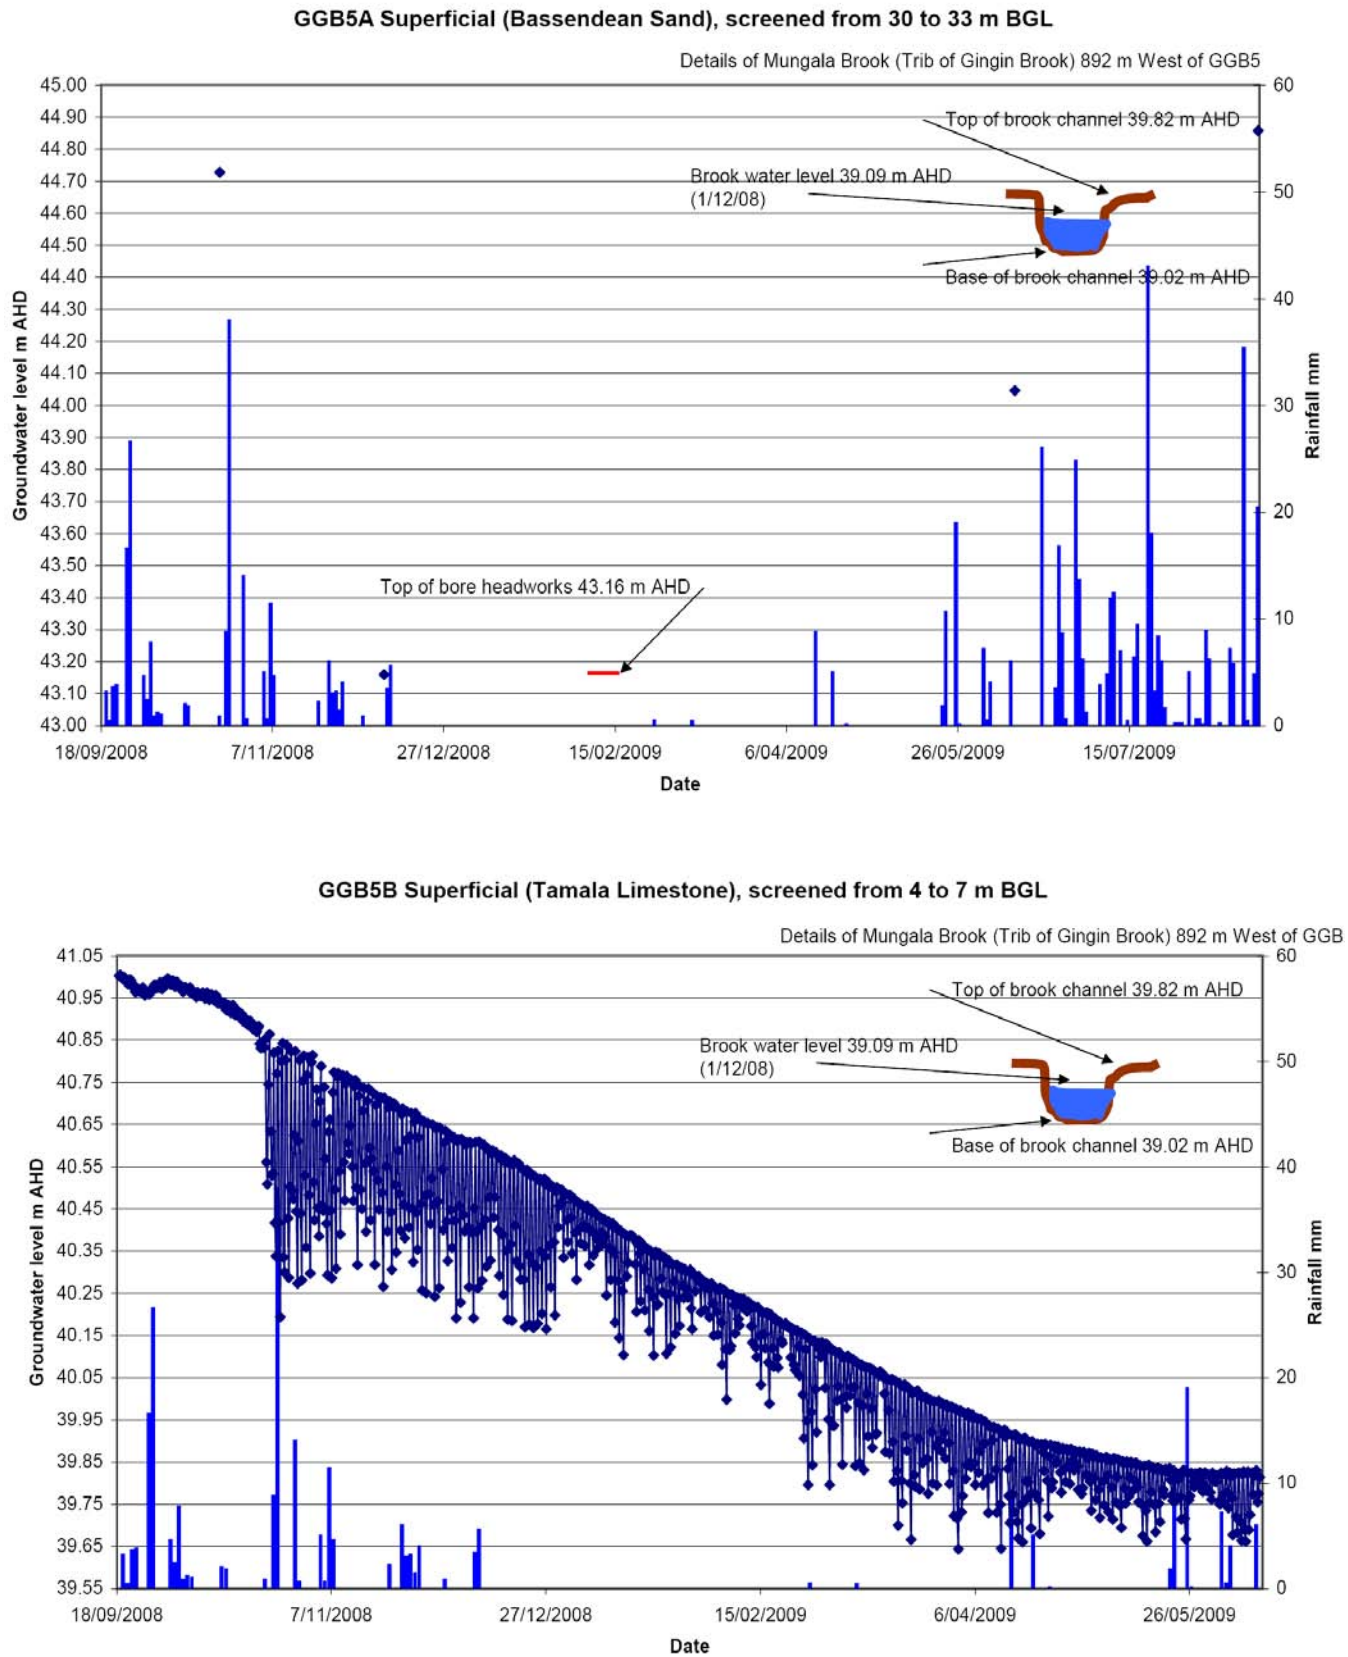 GGB5A Superficial (Bassendean Sand), screened from 30 to 33 m BGL
Details of Mungala Brook (Trib of Gingin Brook) 892 m West of GGB5
Top of brook channel 39.82 m AHD
Brook water level 39.09 m AHD
(1/12/08)
Base of brook channel 39.02 m AHD
Top of bore headworks 43.16 m AHD
Groundwater level m AHD
45.00
44.90
44.80
44.70
44.60
44.50
44.40
44.30
44.20
44.10
44.00
43.90
43.80
43.70
43.60
43.50
43.40
43.30
43.20
43.10
43.00
60
50
40
30
20
10
0
Rainfall mm
18/09/2008 7/11/2008 27/12/2008 15/02/2009 6/04/2009 26/05/2009 15/07/2009
Date
GGB5B Superficial (Tamala Limestone), screened from 4 to 7 m BGL
Details of Mungala Brook (Trib of Gingin Brook) 892 m West of GGB
Top of brook channel 39.82 m AHD
Brook water level 39.09 m AHD
(1/12/08)
Base of brook channel 39.02 m AHD
Groundwater level m AHD
41.05
40.95
40.85
40.75
40.65
40.55
40.45
40.35
40.25
40.15
40.05
39.95
39.85
39.75
39.65
39.55
60
50
40
30
20
10
0
Rainfall mm
18/09/2008 7/11/2008 27/12/2008 15/02/2009 6/04/2009 26/05/2009
Date